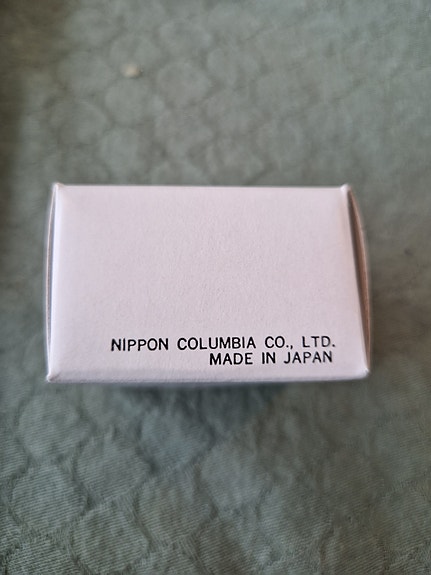 NIPPON COLUMBIA CO., LTD.
MADE IN JAPAN